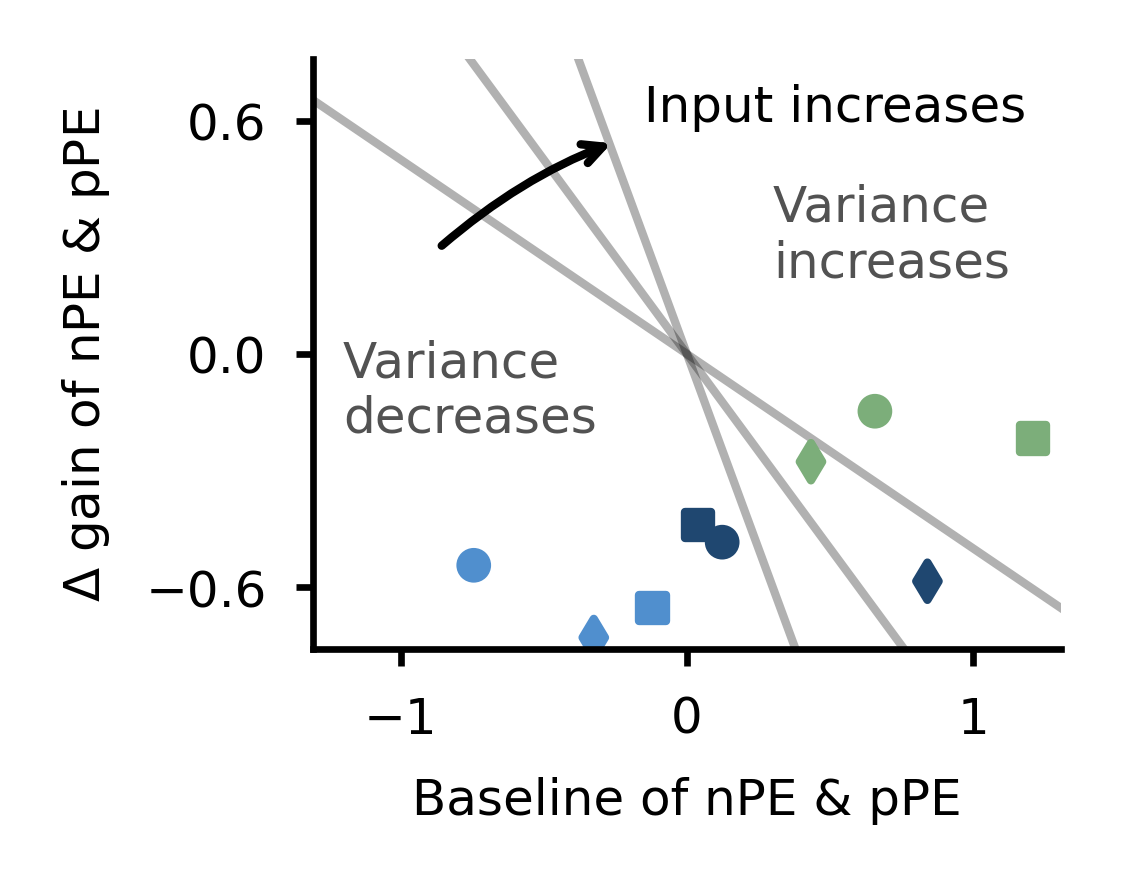 Δ gain of nPE & pPE
0.6
0.0
−0.6
Input increases
Variance
increases
Variance
decreases
−1
0
1
Baseline of nPE & pPE